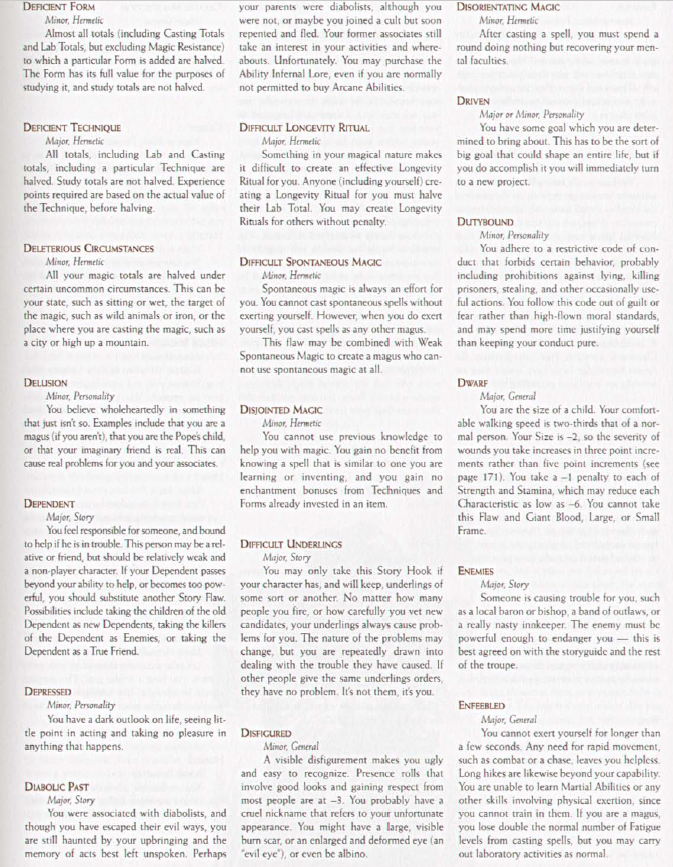 DEFICIENT FORM
Minor, Hermetic
Almost all totals (including Casting Totals
and Lab Totals, but excluding Magic Resistance)
to which a particular Form is added are halved.
The Form has its full value for the purposes of
studying it, and study totals are not halved.
DEFICIENT TECHNIQUE
Major, Hermetic
All totals, including Lab and Casting
totals, including a particular Technique are
halved. Study totals are not halved. Experience
points required are based on the actual value of
the Technique, before halving.
DELETERIOUS CIRCUMSTANCES
Minor, Hermetic
All your magic totals are halved under
certain uncommon circumstances. This can be
your state, such as sitting or wet, the target of
the magic, such as wild animals or iron, or the
place where you are casting the magic, such as
a city or high up a mountain.
DELUSION
Minor, Personality
You believe wholeheartedly in something
that just isn't so. Examples include that you are a
magus (if you aren't), that you are the Pope's child,
or that your imaginary friend is real. This can
cause real problems for you and your associates.
DEPENDENT
Major, Story
You feel responsible for someone, and bound
to help if he is in trouble. This person may be a rel-
ative or friend, but should be relatively weak and
a non-player character. If your Dependent passes
beyond your ability to help, or becomes too pow-
erful, you should substitute another Story Flaw.
Possibilities include taking the children of the old
Dependent as new Dependents, taking the killers
of the Dependent as Enemies, or taking the
Dependent as a True Friend.
DEPRESSED
Minor, Personality
You have a dark outlook on life, seeing lit-
tle point in acting and taking no pleasure in
anything that happens.
DIABOLIC PAST
Major, Story
You were associated with diabolists, and
though you have escaped their evil ways, you
are still haunted by your upbringing and the
memory of acts best left unspoken. Perhaps
your parents were diabolists, although you
were not, or maybe you joined a cult but soon
repented and fled. Your former associates still
take an interest in your activities and where-
abouts. Unfortunately. You may purchase the
Ability Infernal Lore, even if you are normally
not permitted to buy Arcane Abilities.
DIFFICULT LONGEVITY RITUAL
Major, Hermetic
Something in your magical nature makes
it difficult to create an effective Longevity
Ritual for you. Anyone (including yourself) cre-
ating a Longevity Ritual for you must halve
their Lab Total. You may create Longevity
Rituals for others without penalty.
DIFFICULT SPONTANEOUS MAGIC
Minor, Hermetic
Spontaneous magic is always an effort for
you. You cannot cast spontaneous spells without
exerting yourself. However, when you do exert
yourself, you cast spells as any other magus.
This flaw may be combined with Weak
Spontaneous Magic to create a magus who can-
not use spontaneous magic at all.
DISJOINTED MAGIC
Minor, Hermetic
You cannot use previous knowledge to
help you with magic. You gain no benefit from
knowing a spell that is similar to one you are
learning or inventing, and you gain no
enchantment bonuses from Techniques and
Forms already invested in an item.
DIFFICULT UNDERLINGS
Major, Story
You may only take this Story Hook if
your character has, and will keep, underlings of
some sort or another. No matter how many
people you fire, or how carefully you vet new
candidates, your underlings always cause prob-
lems for you. The nature of the problems may
change, but you are repeatedly drawn into
dealing with the trouble they have caused. If
other people give the same underlings orders,
they have no problem. It's not them, it's you.
DISFIGURED
Minor, General
A visible disfigurement makes you ugly
and easy to recognize. Presence rolls that
involve good looks and gaining respect from
most people are at –3. You probably have a
cruel nickname that refers to your unfortunate
appearance. You might have a large, visible
burn scar, or an enlarged and deformed eye (an
"evil eye"), or even be albino.
DISORIENTATING MAGIC
Minor, Hermetic
After casting a spell, you must spend a
round doing nothing but recovering your men-
tal faculties.
DRIVEN
Major or Minor, Personality
You have some goal which you are deter-
mined to bring about. This has to be the sort of
big goal that could shape an entire life, but if
you do accomplish it you will immediately turn
to a new project.
DUTYBOUND
Minor, Personality
You adhere to a restrictive code of con-
duct that forbids certain behavior, probably
including prohibitions against lying, killing
prisoners, stealing, and other occasionally use-
ful actions. You follow this code out of guilt or
fear rather than high-flown moral standards,
and may spend more time justifying yourself
than keeping your conduct pure.
DWARF
Major, General
You are the size of a child. Your comfort-
able walking speed is two-thirds that of a nor-
mal person. Your Size is –2, so the severity of
wounds you take increases in three point incre-
ments rather than five point increments (see
page 171). You take a –1 penalty to each of
Strength and Stamina, which may reduce each
Characteristic as low as –6. You cannot take
this Flaw and Giant Blood, Large, or Small
Frame.
ENEMIES
Major, Story
Someone is causing trouble for you, such
as a local baron or bishop, a band of outlaws, or
a really nasty innkeeper. The enemy must be
powerful enough to endanger you — this is
best agreed on with the storyguide and the rest
of the troupe.
ENFEEBLED
Major, General
You cannot exert yourself for longer than
a few seconds. Any need for rapid movement,
such as combat or a chase, leaves you helpless.
Long hikes are likewise beyond your capability.
You are unable to learn Martial Abilities or any
other skills involving physical exertion, since
you cannot train in them. If you are a magus,
you lose double the normal number of Fatigue
levels from casting spells, but you may carry
out laboratory activities as normal.